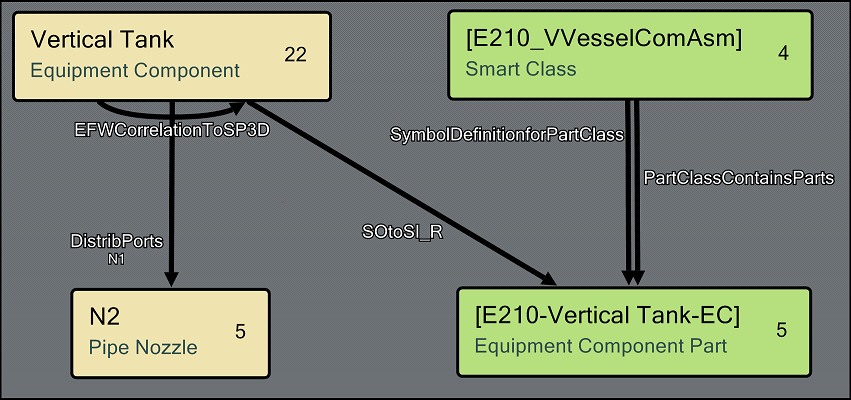 Vertical Tank
Equipment Component
22
[E210_VVesselComAsm]
Smart Class
4
EFWCorrelationToSP3D
SymbolDefinitionforPartClass
PartClassContainsParts
SOtoSI_R
DistribPorts
N1
N2
Pipe Nozzle
5
[E210-Vertical Tank-EC]
Equipment Component Part
5